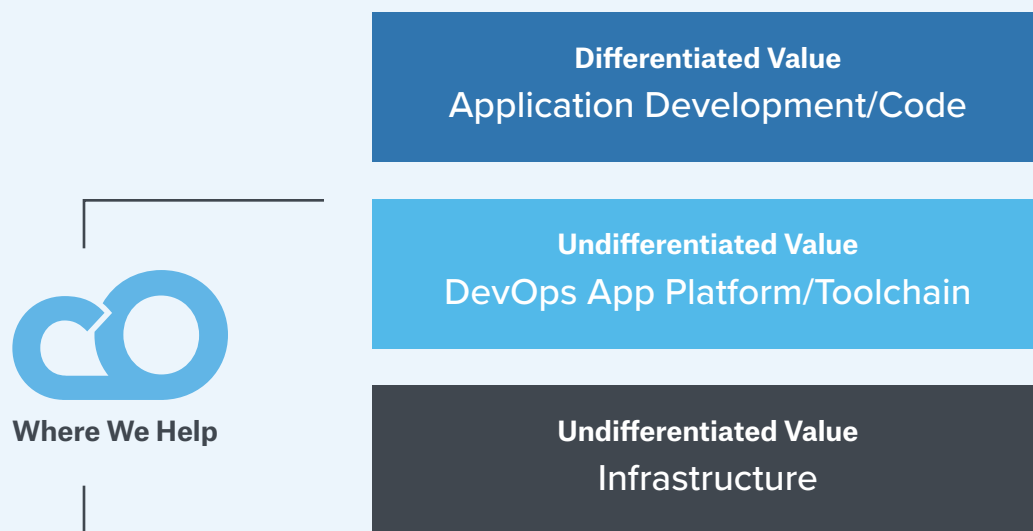 Differentiated Value
Application Development/Code
Undifferentiated Value
DevOps App Platform/Toolchain
Where We Help
Undifferentiated Value
Infrastructure